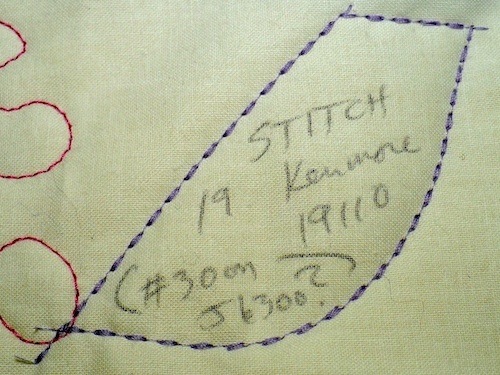 STITCH
19 Kenmore
19110
(#30 on
J6300?)